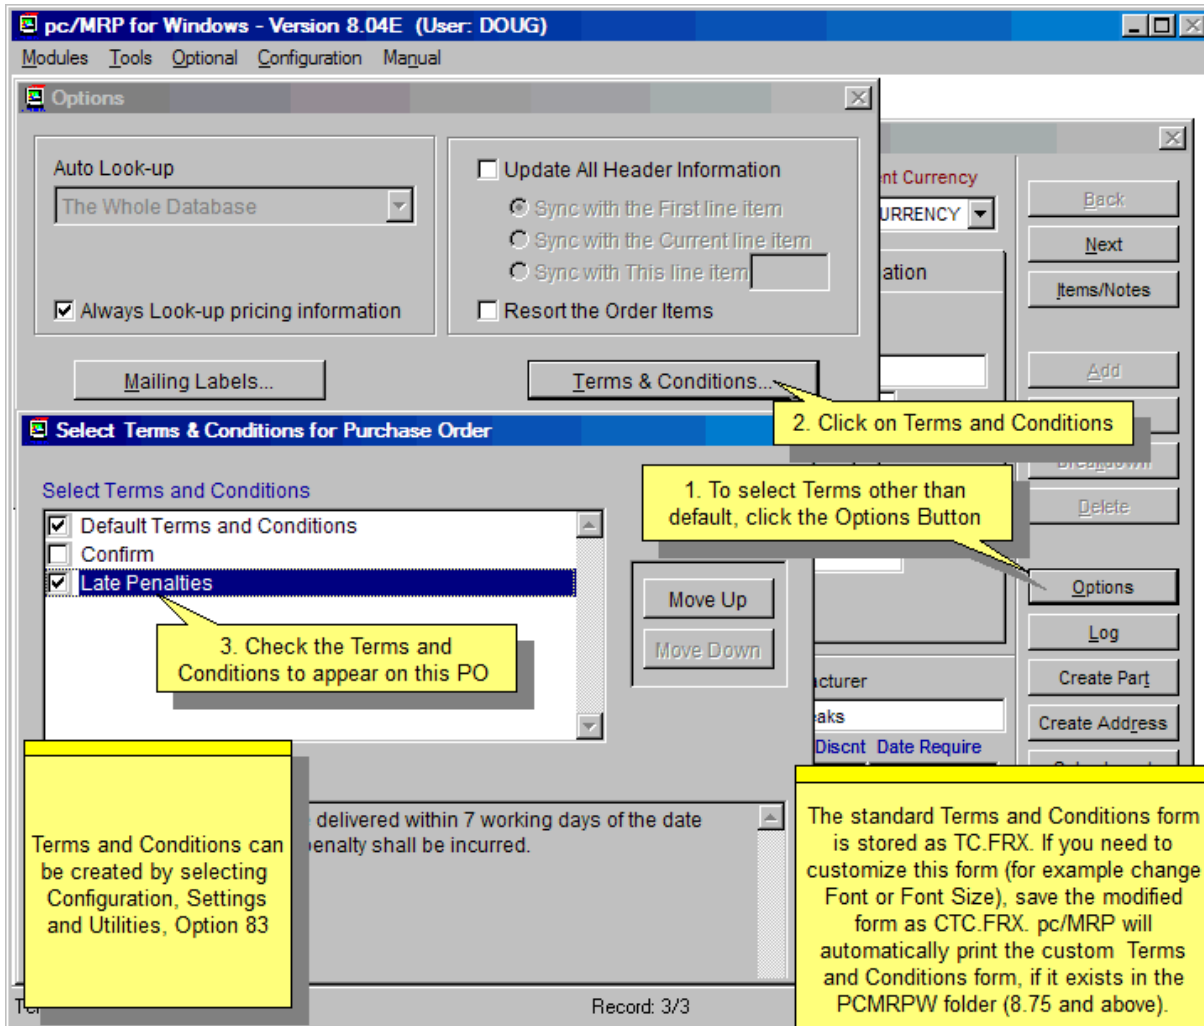 pc/MRP for Windows - Version 8.04E (User: DOUG)
Modules Tools Optional Configuration Manual
Options
Auto Look-up
The Whole Database
Always Look-up pricing information
Update All Header Information
Sync with the First line item
Sync with the Current line item
Sync with This line item
Resort the Order Items
Mailing Labels...
Terms & Conditions...
2. Click on Terms and Conditions
Select Terms & Conditions for Purchase Order
Select Terms and Conditions
Default Terms and Conditions
Confirm
Late Penalties
3. Check the Terms and
Conditions to appear on this PO
Move Up
Move Down
1. To select Terms other than
default, click the Options Button
Currency
URRENCY
ation
acturer
eaks
Discnt Date Require
Back
Next
Items/Notes
Add
Breakdown
Delete
Options
Log
Create Part
Create Address
Terms and Conditions can
be created by selecting
Configuration, Settings
and Utilities, Option 83
delivered within 7 working days of the date
penalty shall be incurred.
Record: 3/3
The standard Terms and Conditions form
is stored as TC.FRX. If you need to
customize this form (for example change
Font or Font Size), save the modified
form as CTC.FRX. pc/MRP will
automatically print the custom Terms
and Conditions form, if it exists in the
PCMRPW folder (8.75 and above).